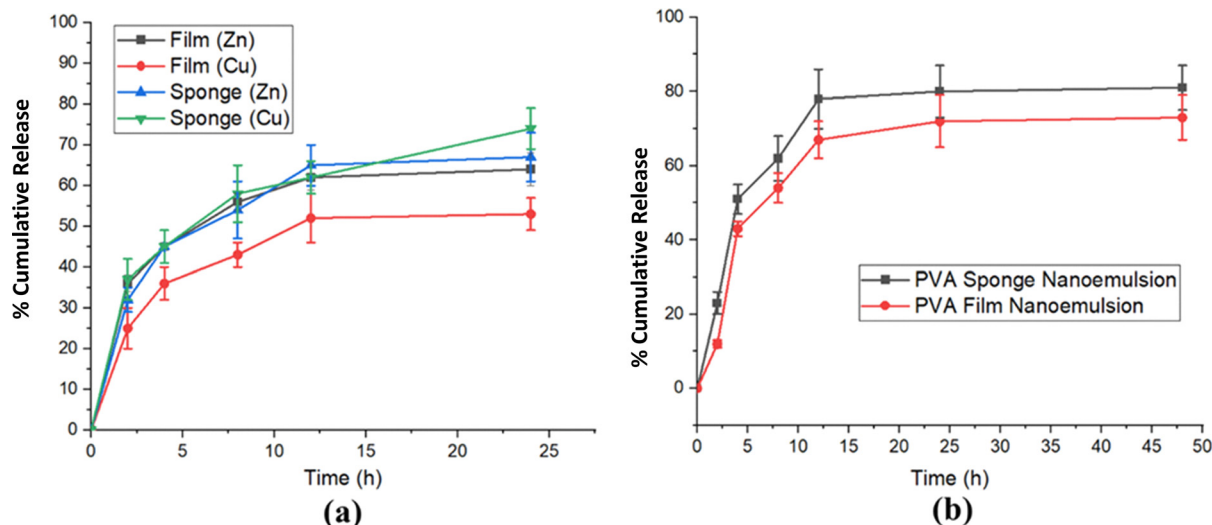 100
90
80
70
60
50
40
30
20
10
0
% Cumulative Release
Film (Zn)
Film (Cu)
Sponge (Zn)
Sponge (Cu)
0 5 10 15 20 25
Time (h)
(a)
100
80
60
40
20
0
% Cumulative Release
PVA Sponge Nanoemulsion
PVA Film Nanoemulsion
0 5 10 15 20 25 30 35 40 45 50
Time (h)
(b)